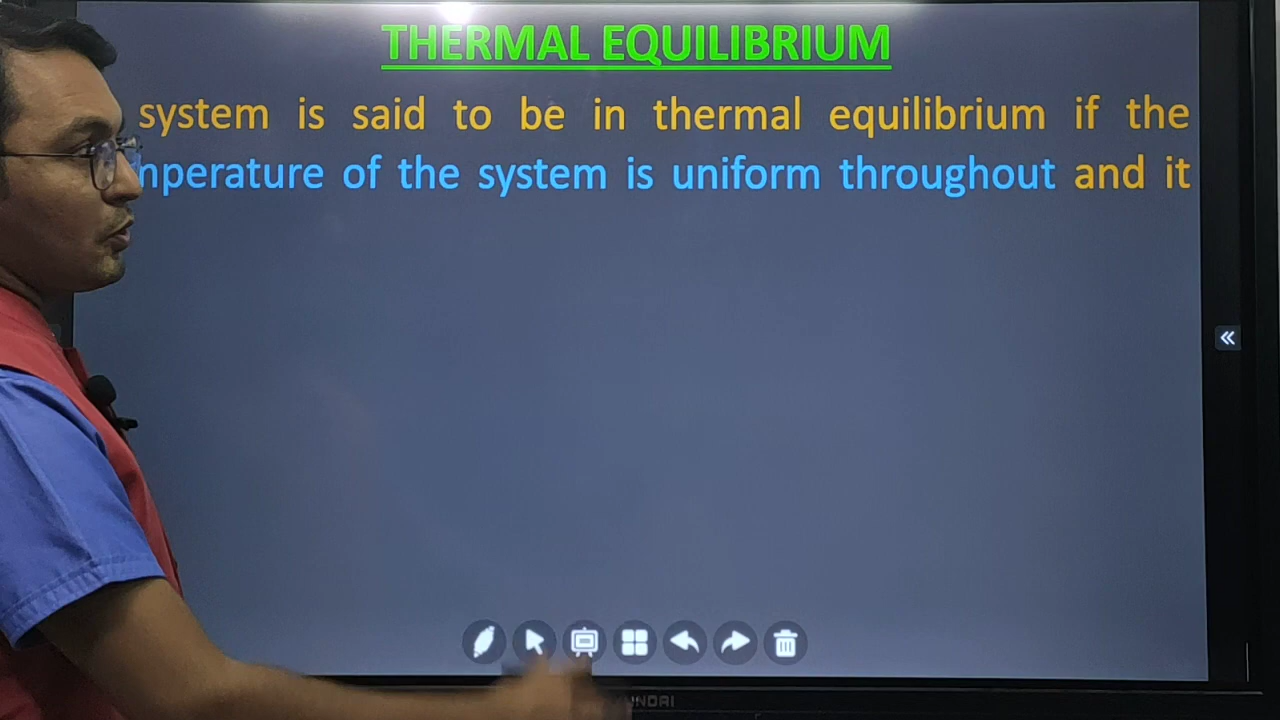 THERMAL EQUILIBRIUM
system is said to be in thermal equilibrium if the
of the system is uniform throughout and it